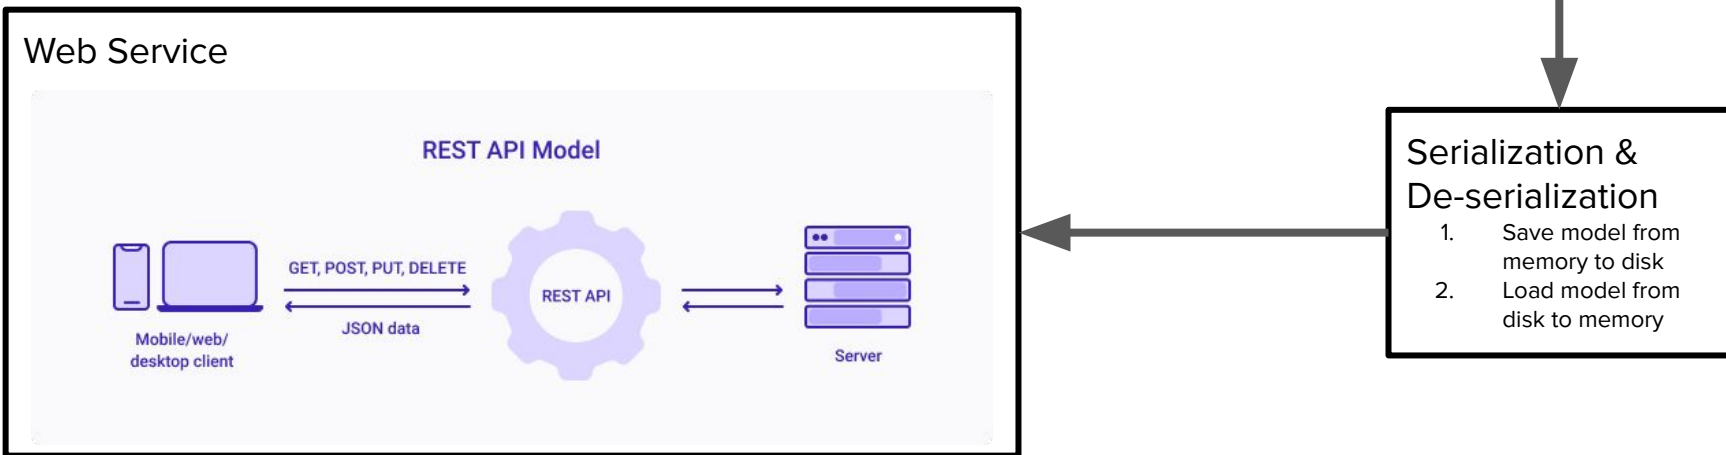 Web Service
REST API Model
GET, POST, PUT, DELETE
REST API
JSON data
Mobile/web/
desktop client
Server
Serialization &
De-serialization
1. Save model from
memory to disk
2. Load model from
disk to memory